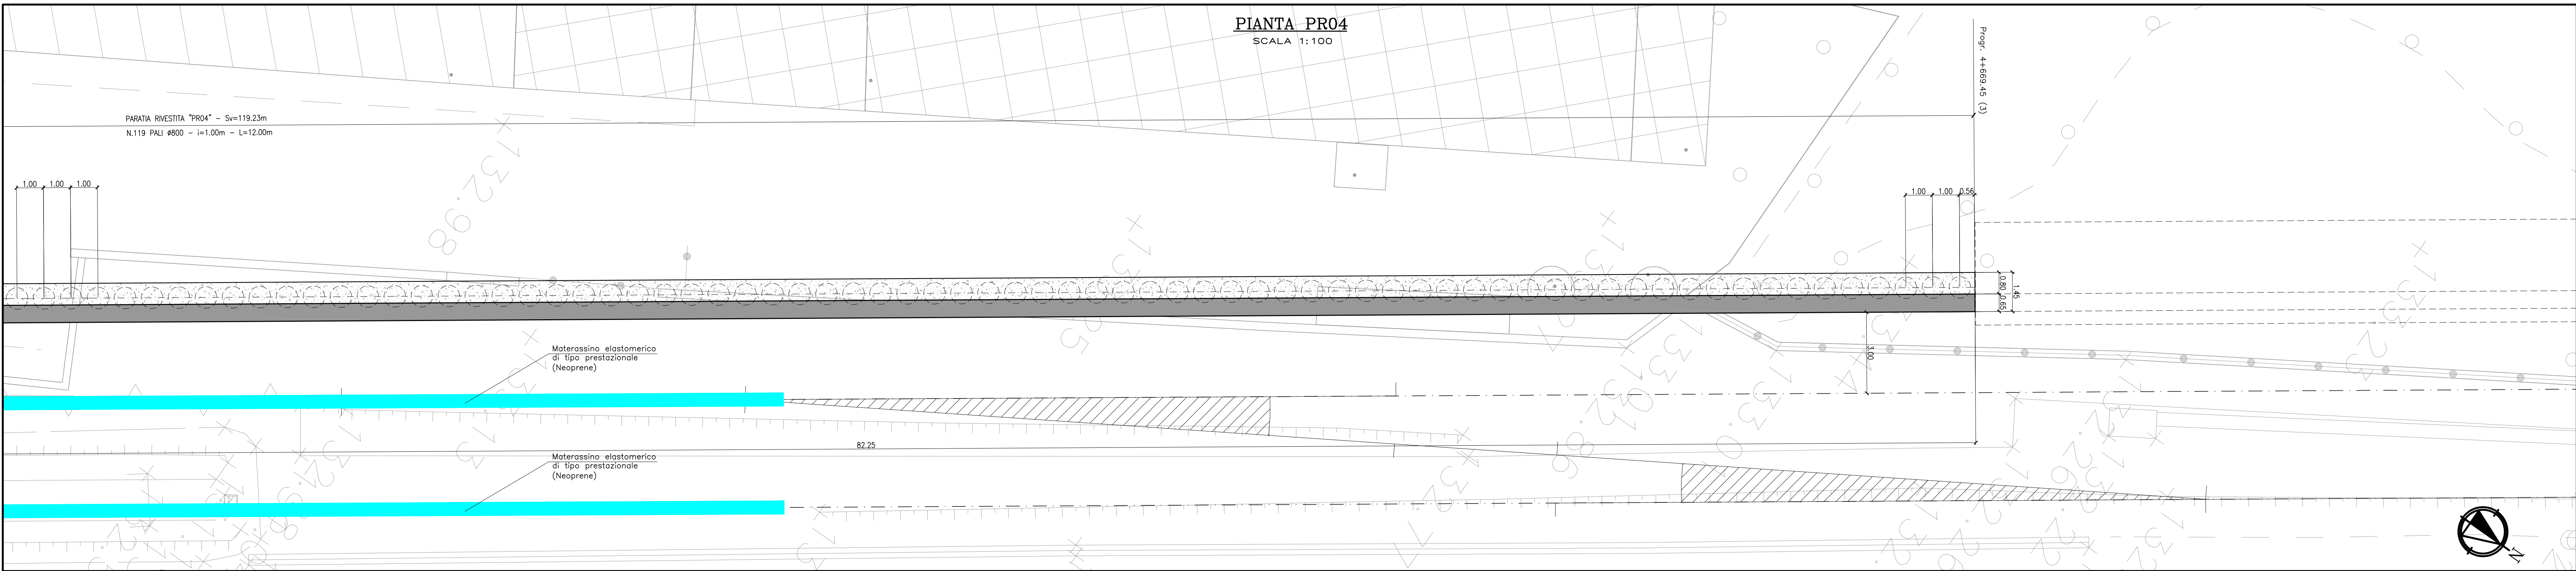 PIANTA PR04
SCALA 1:100
Progr. 4+669.45 (3)
PARATIA RIVESTITA "PR04" - Sv=119.23m
N.119 PALI ø800 - i=1.00m - L=12.00m
1.00
1.00
1.00
1.00
1.00
0.56
0.80
0.65
1.45
3.00
Materassino elastomerico
di tipo prestazionale
(Neoprene)
82.25
Materassino elastomerico
di tipo prestazionale
(Neoprene)
N